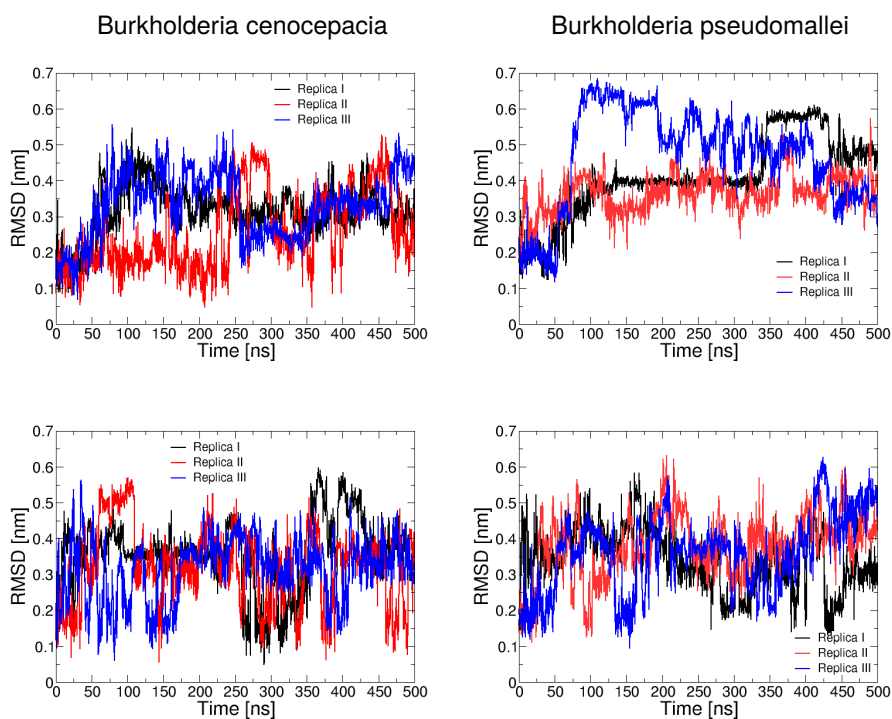 Burkholderia cenocepacia
Burkholderia pseudomallei
0.7
0.6
0.5
0.4
0.3
0.2
0.1
0
RMSD [nm]
Replica I
Replica II
Replica III
0 50 100 150 200 250 300 350 400 450 500
Time [ns]
0.7
0.6
0.5
0.4
0.3
0.2
0.1
0
RMSD [nm]
Replica I
Replica II
Replica III
0 50 100 150 200 250 300 350 400 450 500
Time [ns]
0.7
0.6
0.5
0.4
0.3
0.2
0.1
0
RMSD [nm]
Replica I
Replica II
Replica III
0 50 100 150 200 250 300 350 400 450 500
Time [ns]
0.7
0.6
0.5
0.4
0.3
0.2
0.1
0
RMSD [nm]
Replica I
Replica II
Replica III
0 50 100 150 200 250 300 350 400 450 500
Time [ns]